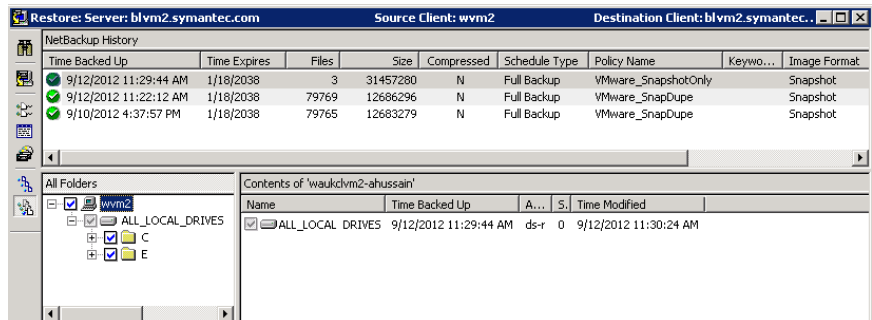 Restore: Server: blvm2.symantec.com Source Client: wvm2 Destination Client: blvm2.symantec..
NetBackup History
Time Backed Up Time Expires Files Size Compressed Schedule Type Policy Name Keywo... Image Format
9/12/2012 11:29:44 AM 1/18/2038 3 31457280 N Full Backup VMware_SnapshotOnly Snapshot
9/12/2012 11:22:12 AM 1/18/2038 79769 12686296 N Full Backup VMware_SnapDupe Snapshot
9/10/2012 4:37:57 PM 1/18/2038 79765 12683279 N Full Backup VMware_SnapDupe Snapshot
All Folders
wvm2
ALL_LOCAL_DRIVES
C
E
Contents of 'waukclvm2-ahussain'
Name Time Backed Up A... S. Time Modified
ALL_LOCAL_DRIVES 9/12/2012 11:29:44 AM ds-r 0 9/12/2012 11:30:24 AM